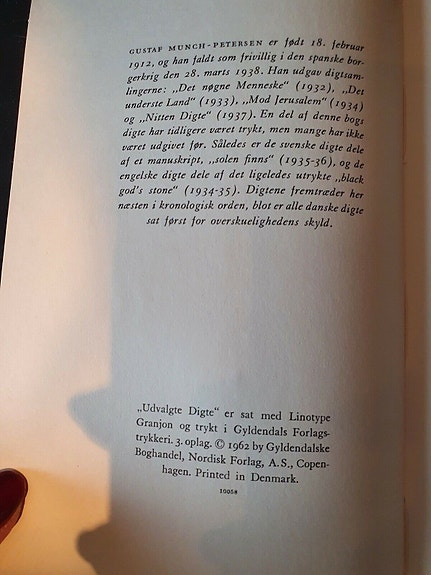 GUSTAF MUNCH-PETERSEN er født 18. februar
1912, og han faldt som frivillig i den spanske bor-
gerkrig den 28. marts 1938. Han udgav digtsam-
lingerne: „Det nøgne Menneske“ (1932), „Det
underste Land“ (1933), „Mod Jerusalem“ (1934)
og „Nitten Digte“ (1937). En del af denne bogs
digte har tidligere været trykt, men mange har ikke
været udgivet før. Således er de svenske digte dele
af et manuskript, „solen finns“ (1935-36), og de
engelske digte dele af det ligeledes utrykte „black
god's stone“ (1934-35). Digtene fremtræder her
næsten i kronologisk orden, blot er alle danske digte
sat først for overskuelighedens skyld.
„Udvalgte Digte“ er sat med Linotype
Granjon og trykt i Gyldendals Forlags-
trykkeri. 3. oplag. © 1962 by Gyldendalske
Boghandel, Nordisk Forlag, A.S., Copen-
hagen. Printed in Denmark.
10058